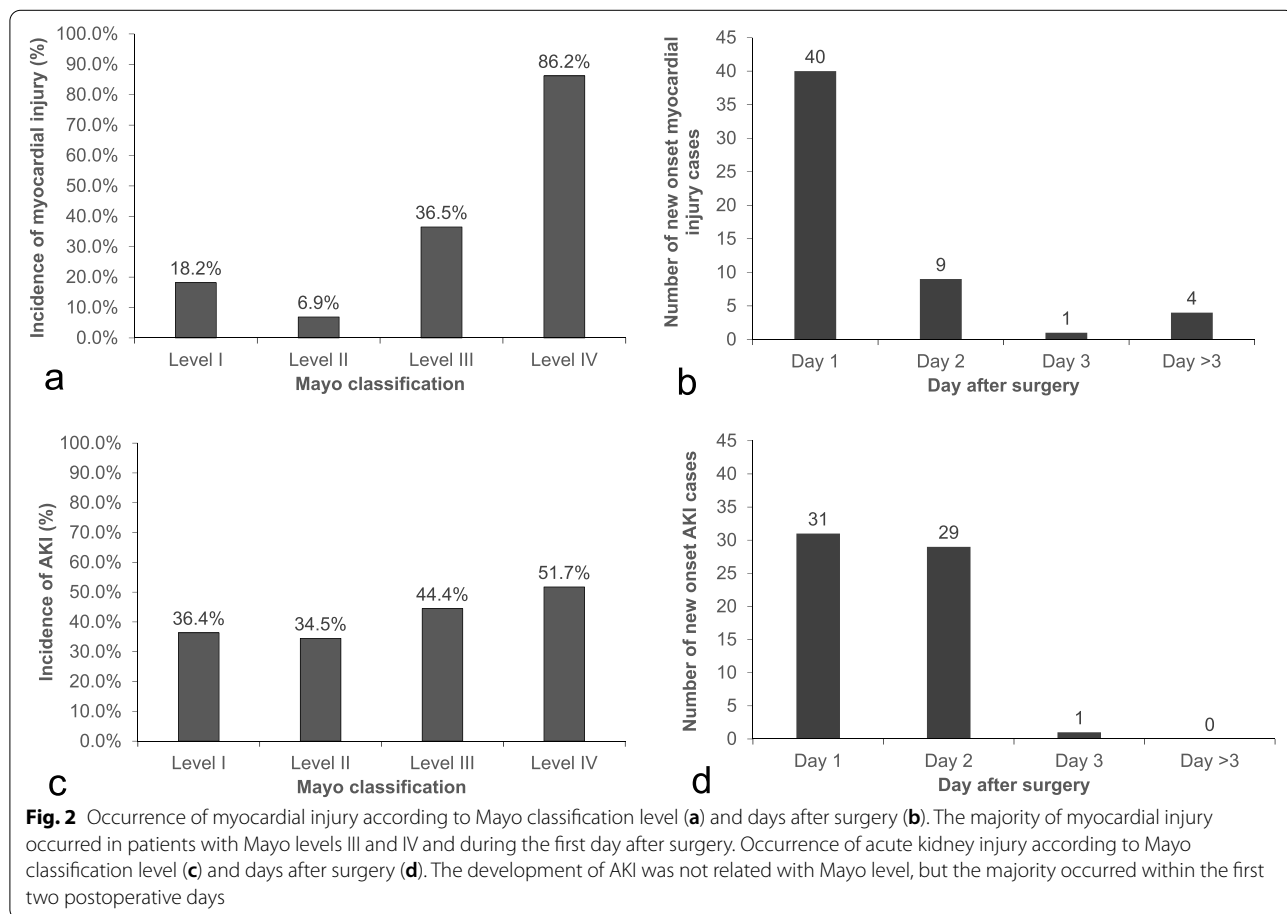 Incidence of myocardial injury (%)
100.0%
90.0%
80.0%
70.0%
60.0%
50.0%
40.0%
30.0%
20.0%
10.0%
0.0%
18.2%
6.9%
36.5%
86.2%
Level I
Level II
Level III
Level IV
Mayo classification
a
Number of new onset myocardial
injury cases
45
40
35
30
25
20
15
10
5
0
40
9
1
4
Day 1
Day 2
Day 3
Day >3
Day after surgery
b
Incidence of AKI (%)
100.0%
90.0%
80.0%
70.0%
60.0%
50.0%
40.0%
30.0%
20.0%
10.0%
0.0%
36.4%
34.5%
44.4%
51.7%
Level I
Level II
Level III
Level IV
Mayo classification
c
Number of new onset AKI cases
45
40
35
30
25
20
15
10
5
0
31
29
1
0
Day 1
Day 2
Day 3
Day >3
Day after surgery
d
Fig. 2 Occurrence of myocardial injury according to Mayo classification level (a) and days after surgery (b). The majority of myocardial injury
occurred in patients with Mayo levels III and IV and during the first day after surgery. Occurrence of acute kidney injury according to Mayo
classification level (c) and days after surgery (d). The development of AKI was not related with Mayo level, but the majority occurred within the first
two postoperative days